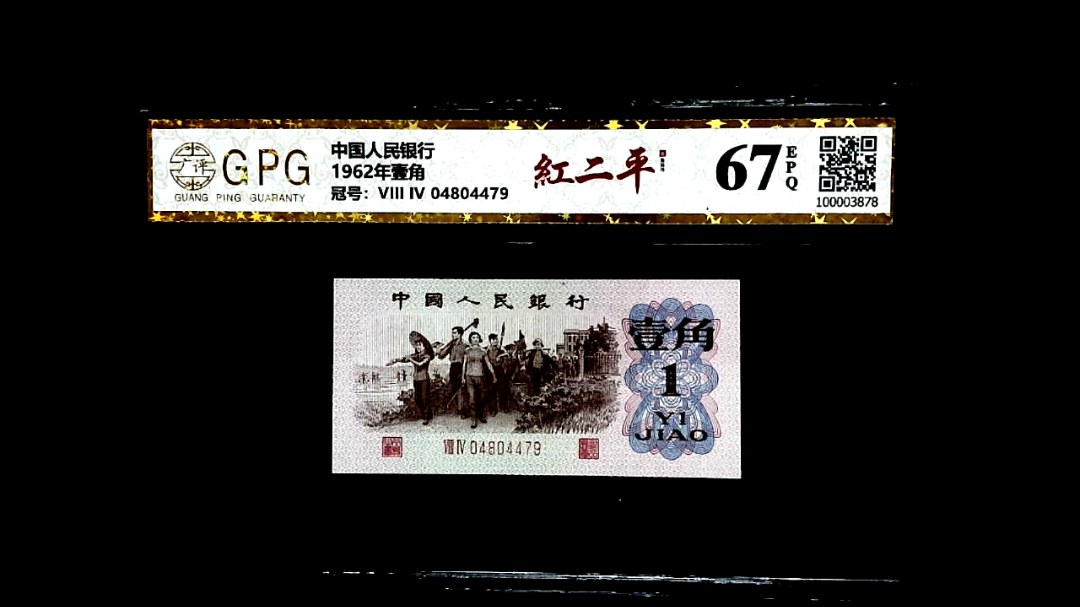 广评
GPG
GUANG PING GUARANTY
中国人民银行
1962年壹角
冠号：VIII IV 04804479
紅二平
67
EPQ
100003878
中國人民銀行
壹角
1
YI
JIAO
VIII IV 04804479